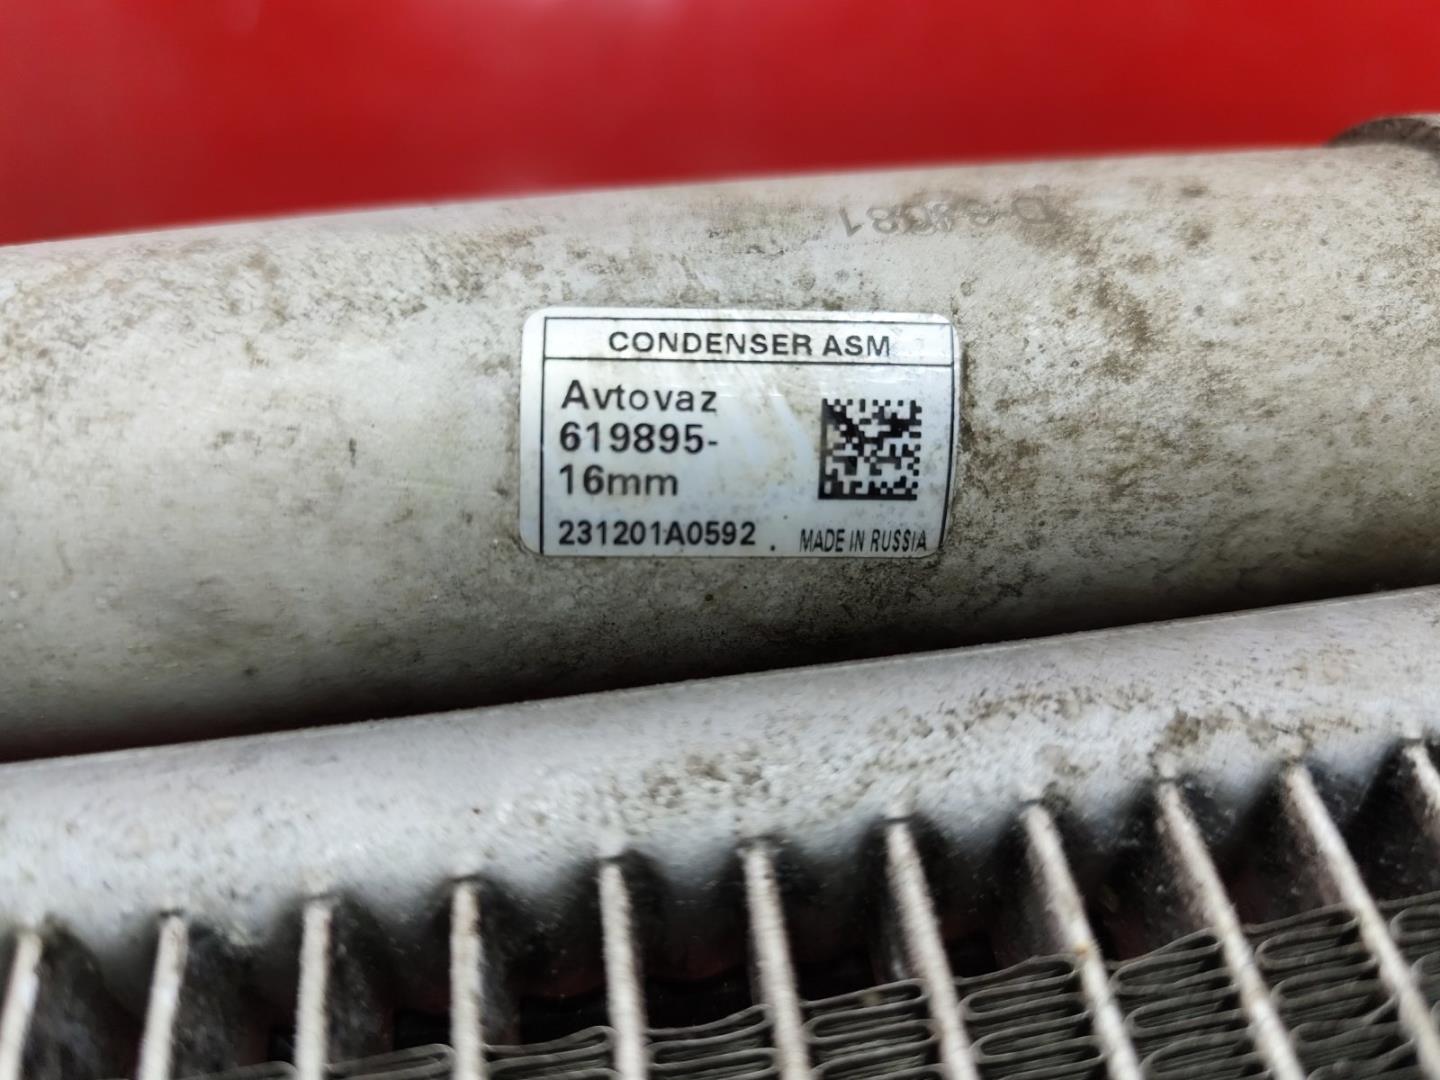 CONDENSER ASM
Avtovaz
619895-
16mm
231201A0592 . MADE IN RUSSIA